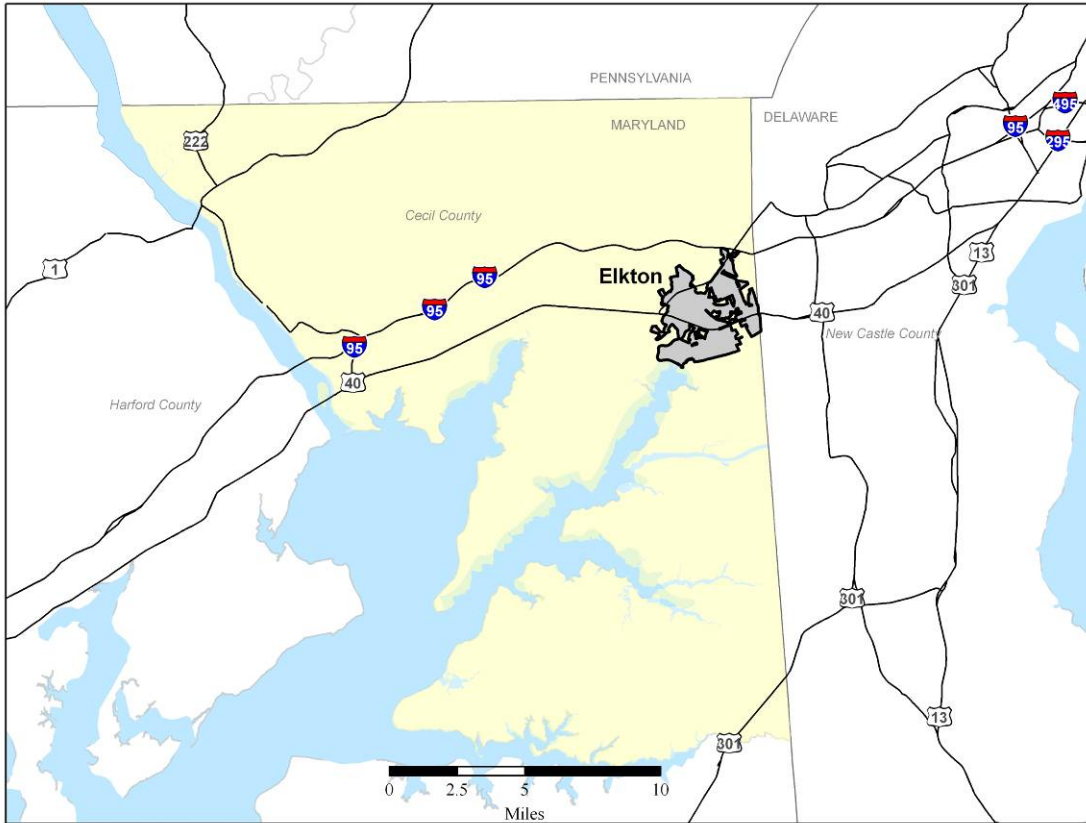 PENNSYLVANIA
495
MARYLAND
DELAWARE
95
295
222
Cecil County
1
13
Elkton
95
301
95
40
New Castle County
95
40
Harford County
301
13
301
0 2.5 5 10
Miles